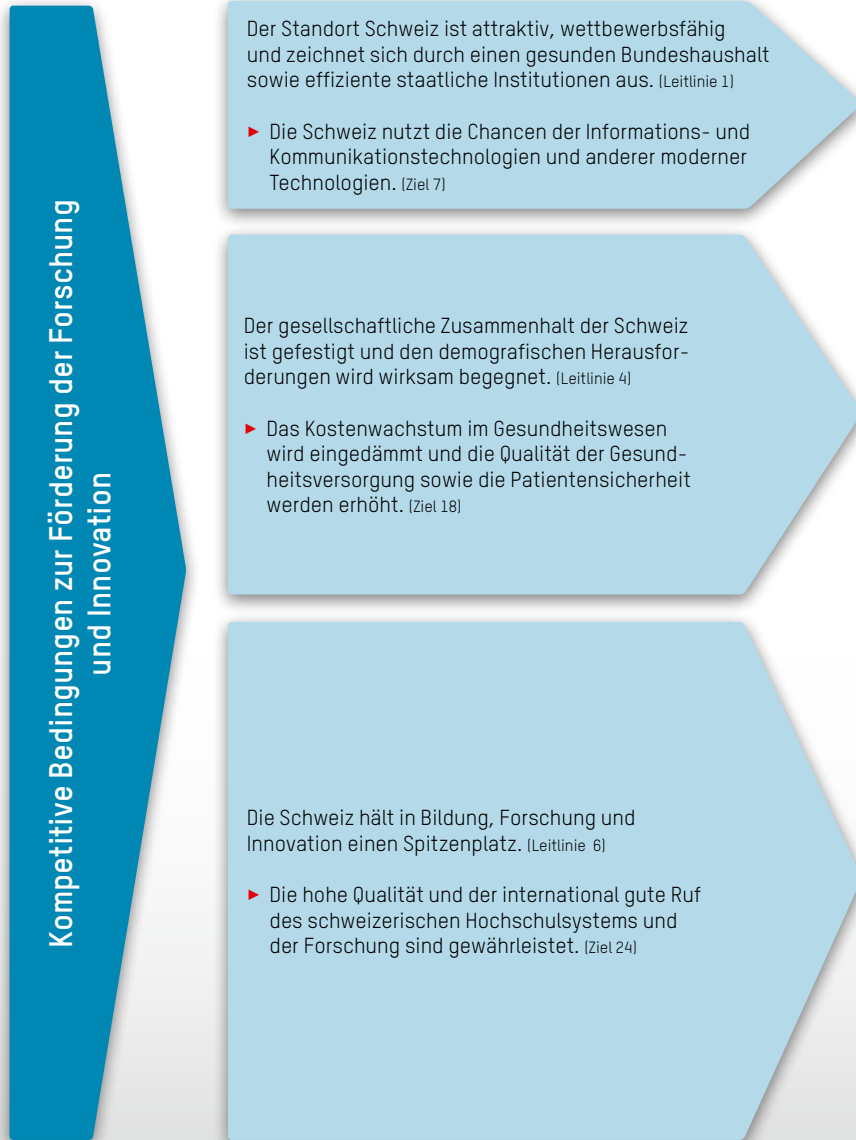 Kompetitive Bedingungen zur Förderung der Forschung
und Innovation
Der Standort Schweiz ist attraktiv, wettbewerbsfähig
und zeichnet sich durch einen gesunden Bundeshaushalt
sowie effiziente staatliche Institutionen aus. (Leitlinie 1)
► Die Schweiz nutzt die Chancen der Informations- und
Kommunikationstechnologien und anderer moderner
Technologien. (Ziel 7)
Der gesellschaftliche Zusammenhalt der Schweiz
ist gefestigt und den demografischen Herausfor-
derungen wird wirksam begegnet. (Leitlinie 4)
► Das Kostenwachstum im Gesundheitswesen
wird eingedämmt und die Qualität der Gesund-
heitsversorgung sowie die Patientensicherheit
werden erhöht. (Ziel 18)
Die Schweiz hält in Bildung, Forschung und
Innovation einen Spitzenplatz. (Leitlinie 6)
► Die hohe Qualität und der international gute Ruf
des schweizerischen Hochschulsystems und
der Forschung sind gewährleistet. (Ziel 24)